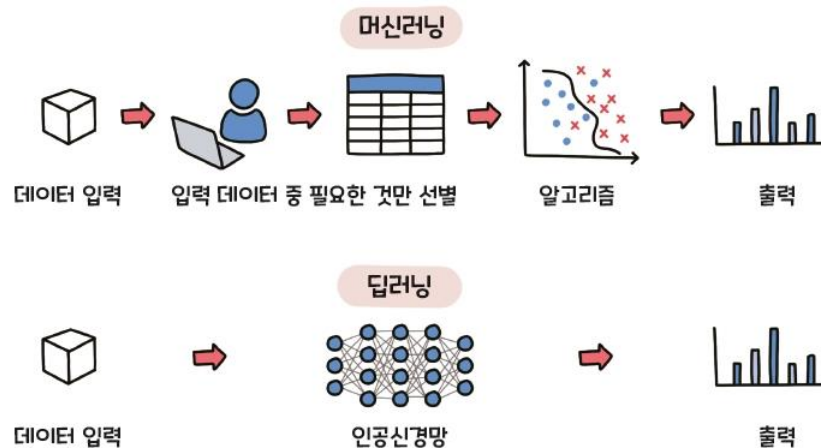 머신러닝
데이터 입력
입력 데이터 중 필요한 것만 선별
알고리즘
출력
딥러닝
데이터 입력
인공신경망
출력